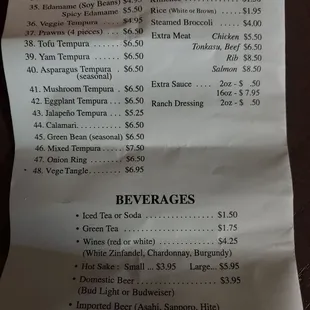 35. Edamame (Soy Beans) $4.95
Spicy Edamame $5.50
36. Veggie Tempura $4.95
37. Prawns (4 pieces) $6.50
38. Tofu Tempura $6.50
39. Yam Tempura $6.50
40. Asparagus Tempura $6.50
(seasonal)
41. Mushroom Tempura $6.50
42. Eggplant Tempura $6.50
43. Jalapeño Tempura $5.25
44. Calamari $6.50
45. Green Bean (seasonal) $6.50
46. Mixed Tempura $7.50
47. Onion Ring $6.50
48. Vege Tangle $6.95
Rice (White or Brown) $1.95
Steamed Broccoli $4.00
Extra Meat Chicken $5.50
Tonkatsu, Beef $6.50
Rib $8.50
Salmon $8.50
Extra Sauce 2oz - $ .50
16oz - $ 7.95
Ranch Dressing 2oz - $ .50
BEVERAGES
• Iced Tea or Soda $1.50
• Green Tea $1.75
• Wines (red or white) $4.25
(White Zinfandel, Chardonnay, Burgundy)
• Hot Sake: Small ... $3.95 Large... $5.95
• Domestic Beer $3.95
(Bud Light or Budweiser)
• Imported Beer (Asahi, Sapporo, Hite)